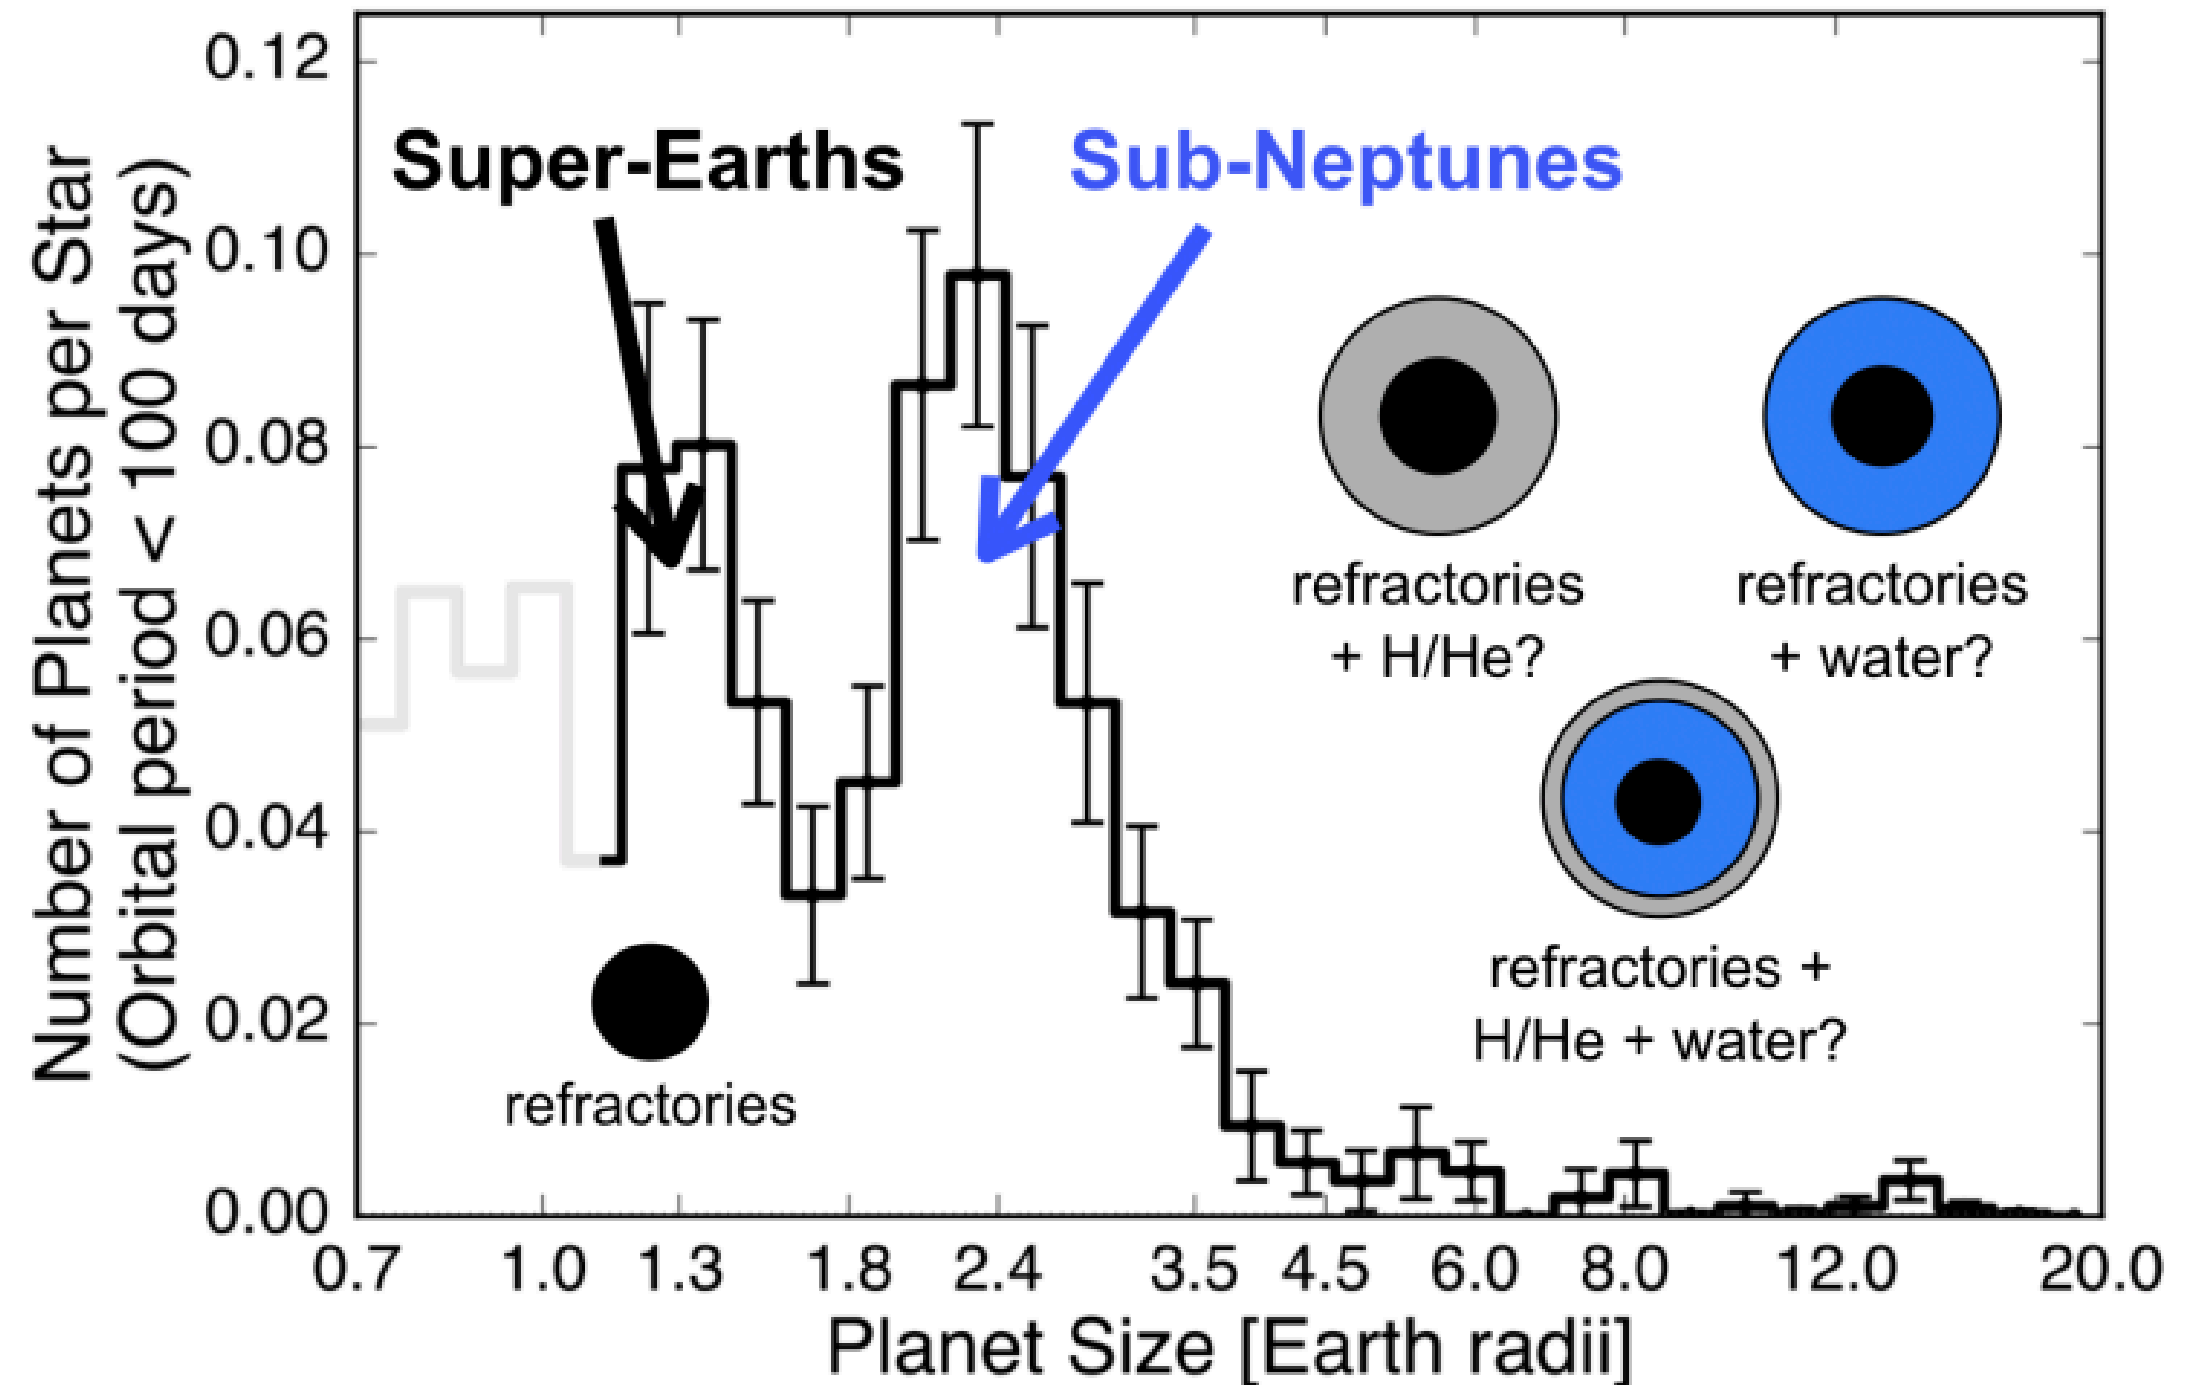 Number of Planets per Star
(Orbital period < 100 days)
0.12
0.10
0.08
0.06
0.04
0.02
0.00
Super-Earths
Sub-Neptunes
refractories
+ H/He?
refractories
+ water?
refractories +
H/He + water?
refractories
0.7 1.0 1.3 1.8 2.4 3.5 4.5 6.0 8.0 12.0 20.0
Planet Size [Earth radii]